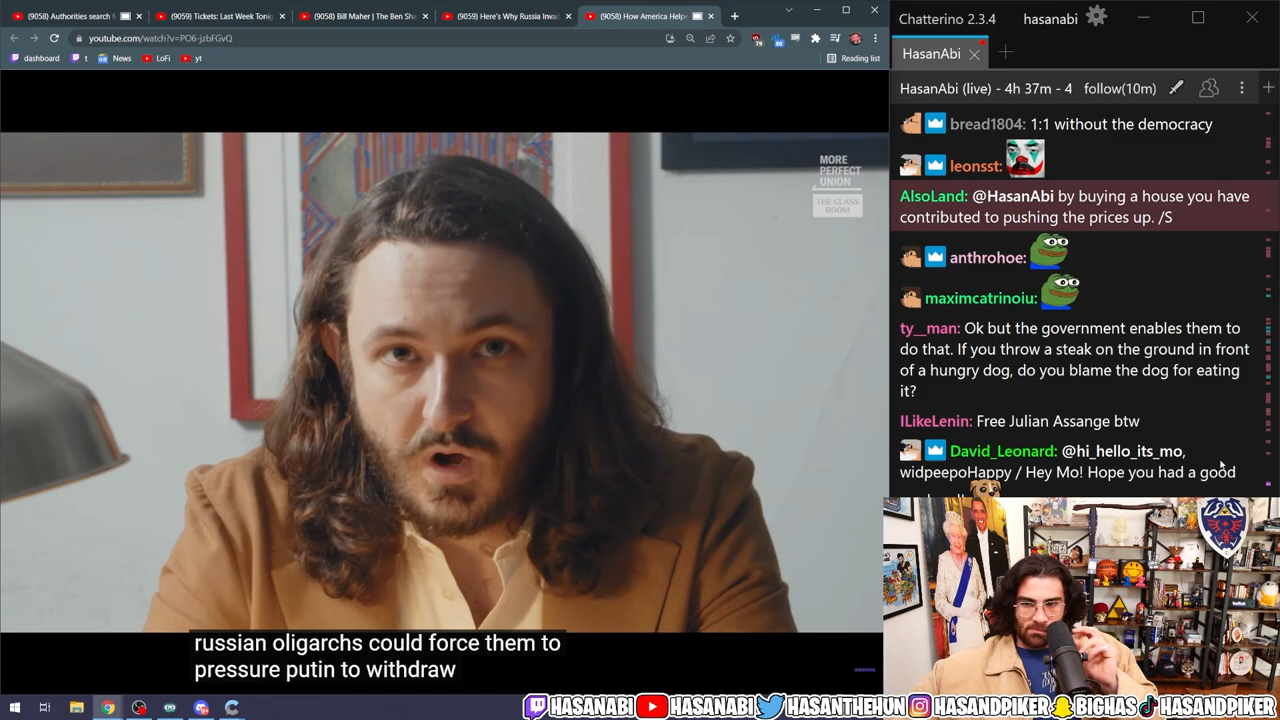 (9058) Authorities search f
(9059) Tickets: Last Week Tonig
(9058) Bill Maher | The Ben Sha
(9059) Here's Why Russia Invac
(9058) How America Helpe
youtube.com/watch?v=PO6-jzbFGvQ
79
80
dashboard
t
News
LoFi
yt
Reading list
MORE
PERFECT
UNION
THE CLASS
ROOM
russian oligarchs could force them to
pressure putin to withdraw
SUBSCRIBE
Chatterino 2.3.4
hasanabi
HasanAbi
HasanAbi (live) - 4h 37m - 4
follow(10m)
bread1804: 1:1 without the democracy
leonsst:
AlsoLand: @HasanAbi by buying a house you have
contributed to pushing the prices up. /S
anthrohoe:
maximcatrinoiu:
ty__man: Ok but the government enables them to
do that. If you throw a steak on the ground in front
of a hungry dog, do you blame the dog for eating
it?
ILikeLenin: Free Julian Assange btw
David_Leonard: @hi_hello_its_mo,
widpeepoHappy / Hey Mo! Hope you had a good
HASANABI
HASANABI
HASANTHEHUN
HASANDPIKER
BIGHAS
HASANDPIKER